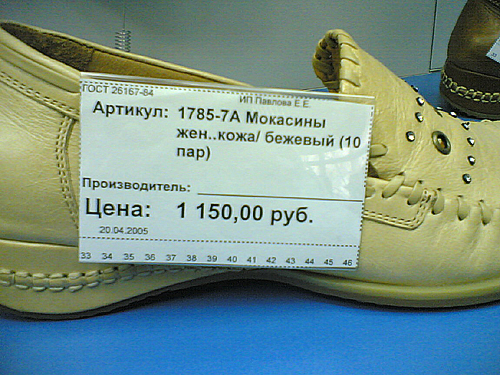 ГОСТ 26167-84
ИП Павлова Е.Е.
Артикул: 1785-7А Мокасины
жен..кожа/ бежевый (10
пар)
Производитель:
Цена: 1 150,00 руб.
20.04.2005
33 34 35 36 37 38 39 40 41 42 43 44 45 46